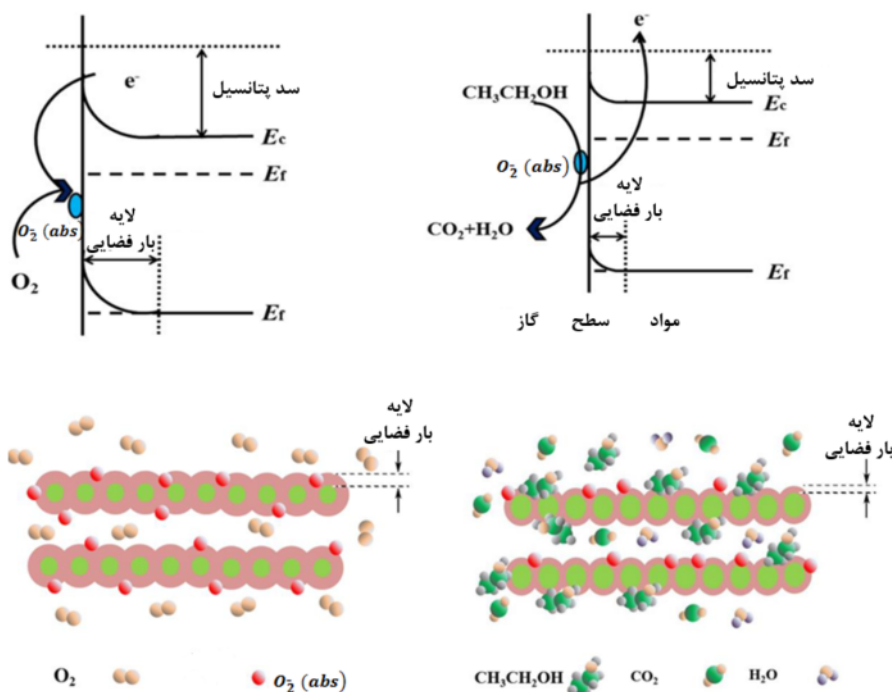 e⁻
سد پتانسیل
Ec
Ef
O₂⁻ (abs)
لایه
بار فضایی
O₂
Ef
e⁻
سد پتانسیل
CH₃CH₂OH
Ec
Ef
O₂⁻ (abs)
لایه
بار فضایی
CO₂+H₂O
Ef
گاز سطح مواد
لایه
بار فضایی
لایه
بار فضایی
O₂ O₂⁻ (abs)
CH₃CH₂OH CO₂ H₂O